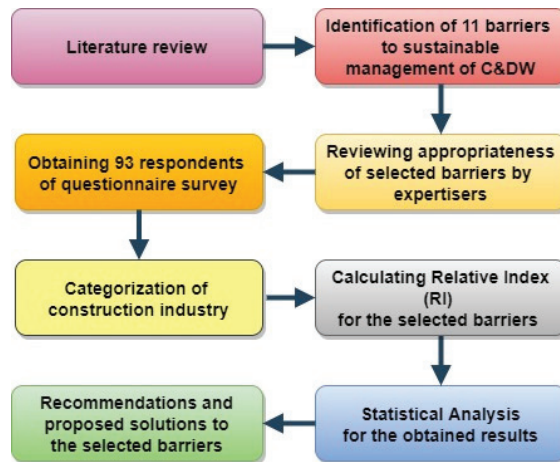 Literature review
Identification of 11 barriers
to sustainable
management of C&DW
Reviewing appropriateness
of selected barriers by
expertisers
Obtaining 93 respondents
of questionnaire survey
Categorization of
construction industry
Calculating Relative Index
(RI)
for the selected barriers
Statistical Analysis
for the obtained results
Recommendations and
proposed solutions to
the selected barriers